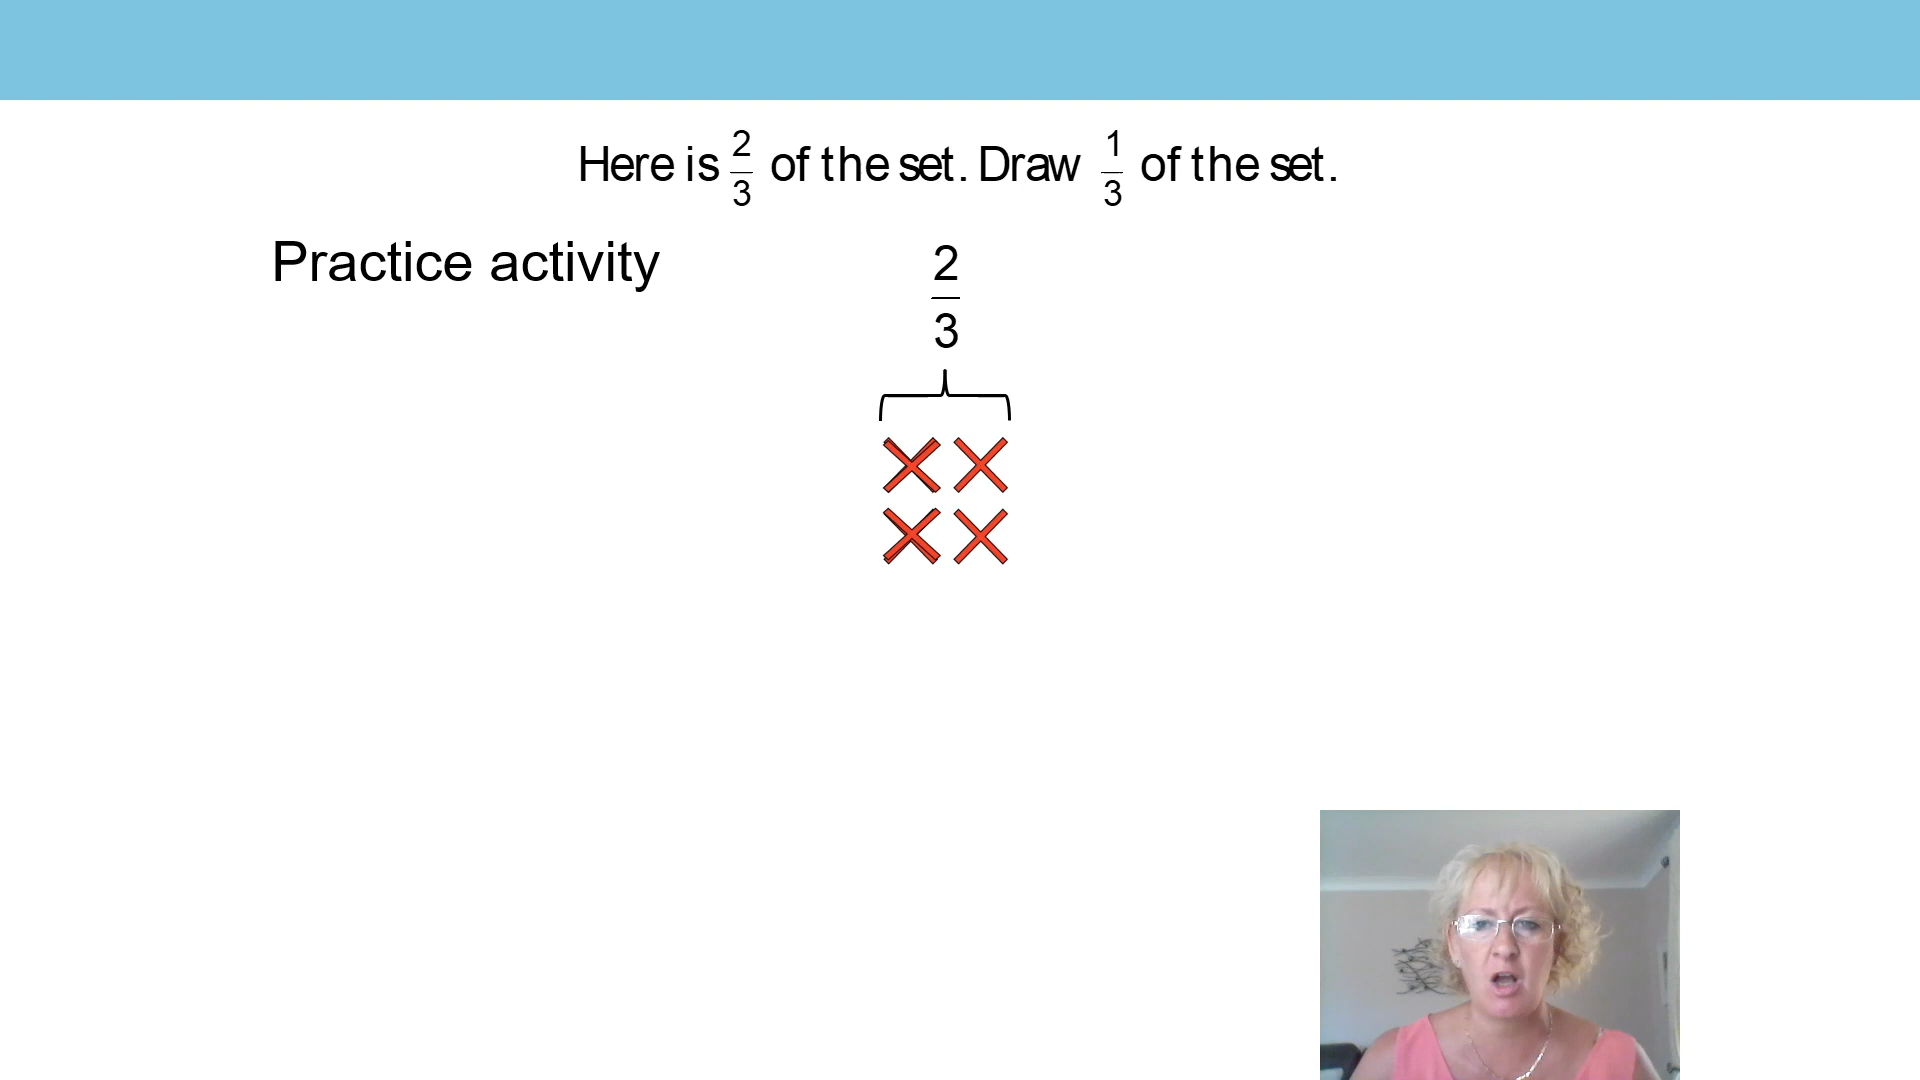 Here is 2/3 of the set. Draw 1/3 of the set.
Practice activity
2/3